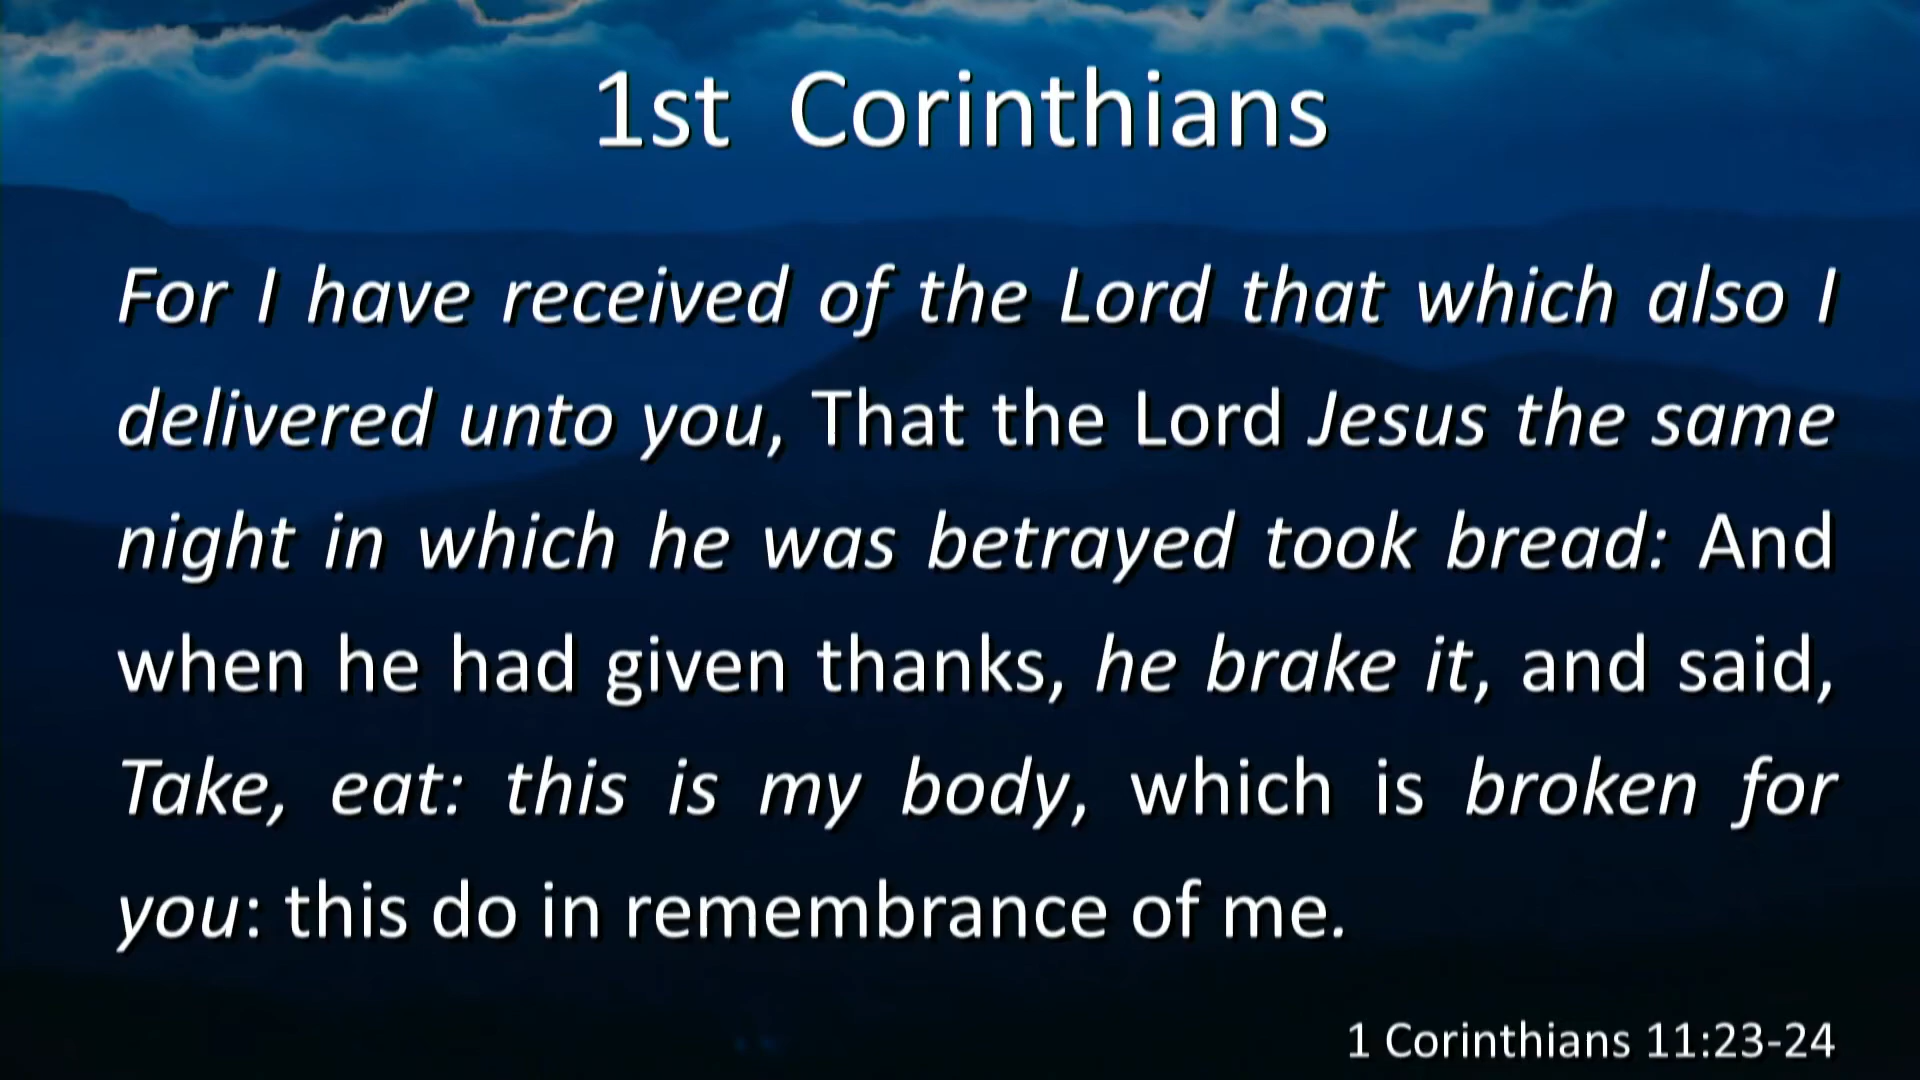 1st Corinthians
For I have received of the Lord that which also I
delivered unto you, That the Lord Jesus the same
night in which he was betrayed took bread: And
when he had given thanks, he brake it, and said,
Take, eat: this is my body, which is broken for
you: this do in remembrance of me.
1 Corinthians 11:23-24